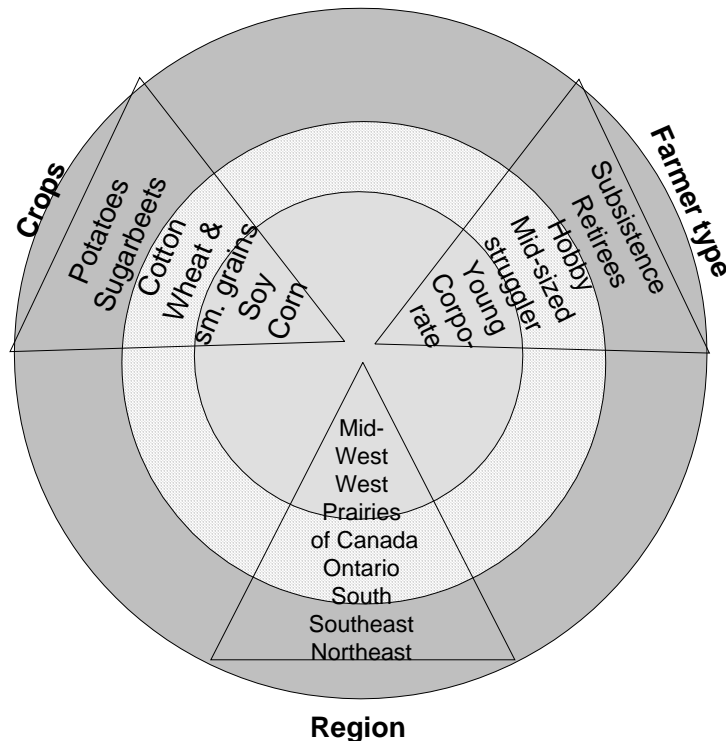 Crops
Potatoes
Sugarbeets
Cotton
Wheat &
sm. grains
Soy
Corn
Farmer type
Subsistence
Retirees
Hobby
Mid-sized
struggler
Young
Corpo-
rate
Mid-
West
West
Prairies
of Canada
Ontario
South
Southeast
Northeast
Region